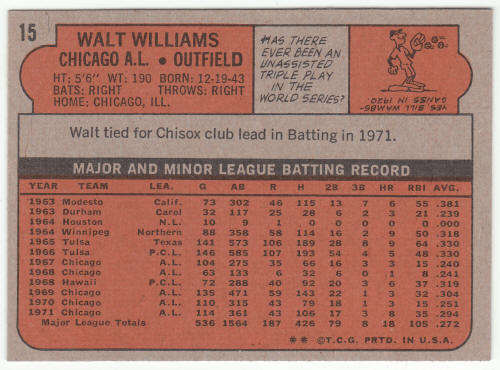 15
WALT WILLIAMS
CHICAGO A.L. • OUTFIELD
HT: 5'6" WT: 190 BORN: 12-19-43
BATS: RIGHT THROWS: RIGHT
HOME: CHICAGO, ILL.
HAS THERE
EVER BEEN AN
UNASSISTED
TRIPLE PLAY
IN THE
WORLD SERIES?
YES, BILL WAMBS-
GANSS IN 1920.
Walt tied for Chisox club lead in Batting in 1971.
MAJOR AND MINOR LEAGUE BATTING RECORD
YEAR TEAM LEA. G AB R H 2B 3B HR RBI AVG.
1963 Modesto Calif. 73 302 46 115 13 7 6 55 .381
1963 Durham Carol 32 117 25 28 6 2 3 21 .239
1964 Houston N.L. 10 9 1 0 0 0 0 0 .000
1964 Winnipeg Northern 88 358 58 114 16 2 9 50 .318
1965 Tulsa Texas 141 573 106 189 28 8 9 64 .330
1966 Tulsa P.C.L. 146 585 107 193 54 4 5 48 .330
1967 Chicago A.L. 104 275 35 66 16 3 3 15 .240
1968 Chicago A.L. 63 133 6 32 6 0 1 8 .241
1968 Hawaii P.C.L. 72 288 40 92 20 3 6 37 .319
1969 Chicago A.L. 135 471 59 143 22 1 3 32 .304
1970 Chicago A.L. 110 315 43 79 18 1 3 15 .251
1971 Chicago A.L. 114 361 43 106 17 3 8 35 .294
Major League Totals 536 1564 187 426 79 8 18 105 .272
** ©T.C.G. PRTD. IN U.S.A.